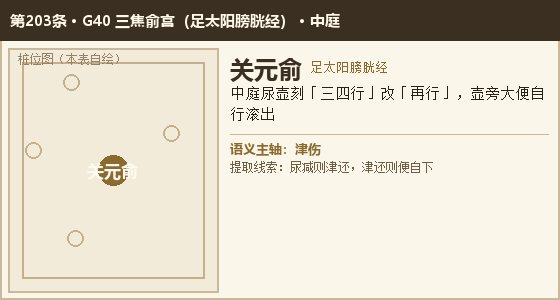 第203条・G40 三焦俞宫（足太阳膀胱经）・中庭
桩位图（本表自绘）
关元俞
关元俞 足太阳膀胱经
中庭尿壶刻「三四行」改「再行」，壶旁大便自
行滚出
语义主轴：津伤
提取线索：尿减则津还，津还则便自下